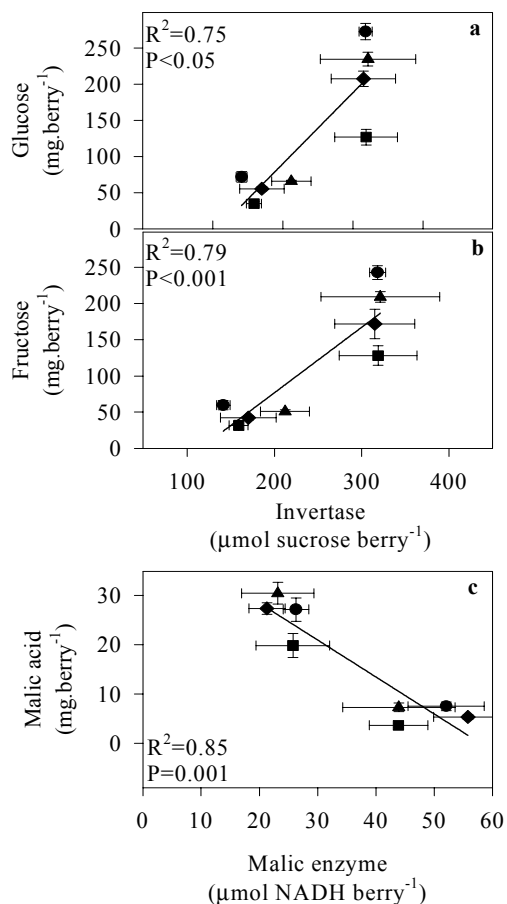 R²=0.75
P<0.05
a
Glucose
(mg.berry⁻¹)
250
200
150
100
50
0
R²=0.79
P<0.001
b
Fructose
(mg.berry⁻¹)
250
200
150
100
50
0
100 200 300 400
Invertase
(μmol sucrose berry⁻¹)
c
Malic acid
(mg.berry⁻¹)
30
20
10
0
R²=0.85
P=0.001
0 10 20 30 40 50 60
Malic enzyme
(μmol NADH berry⁻¹)